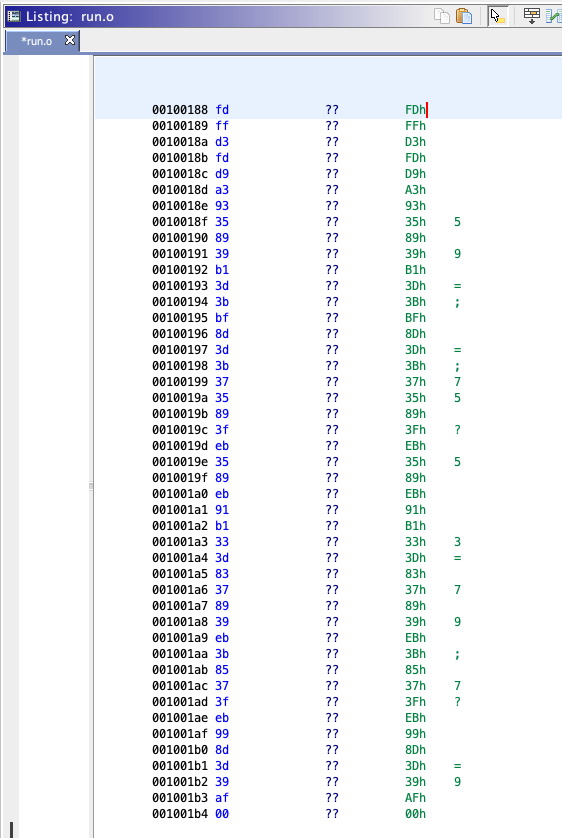 Listing: run.o
*run.o
00100188 fd ?? FDh
00100189 ff ?? FFh
0010018a d3 ?? D3h
0010018b fd ?? FDh
0010018c d9 ?? D9h
0010018d a3 ?? A3h
0010018e 93 ?? 93h
0010018f 35 ?? 35h 5
00100190 89 ?? 89h
00100191 39 ?? 39h 9
00100192 b1 ?? B1h
00100193 3d ?? 3Dh =
00100194 3b ?? 3Bh ;
00100195 bf ?? BFh
00100196 8d ?? 8Dh
00100197 3d ?? 3Dh =
00100198 3b ?? 3Bh ;
00100199 37 ?? 37h 7
0010019a 35 ?? 35h 5
0010019b 89 ?? 89h
0010019c 3f ?? 3Fh ?
0010019d eb ?? EBh
0010019e 35 ?? 35h 5
0010019f 89 ?? 89h
001001a0 eb ?? EBh
001001a1 91 ?? 91h
001001a2 b1 ?? B1h
001001a3 33 ?? 33h 3
001001a4 3d ?? 3Dh =
001001a5 83 ?? 83h
001001a6 37 ?? 37h 7
001001a7 89 ?? 89h
001001a8 39 ?? 39h 9
001001a9 eb ?? EBh
001001aa 3b ?? 3Bh ;
001001ab 85 ?? 85h
001001ac 37 ?? 37h 7
001001ad 3f ?? 3Fh ?
001001ae eb ?? EBh
001001af 99 ?? 99h
001001b0 8d ?? 8Dh
001001b1 3d ?? 3Dh =
001001b2 39 ?? 39h 9
001001b3 af ?? AFh
001001b4 00 ?? 00h